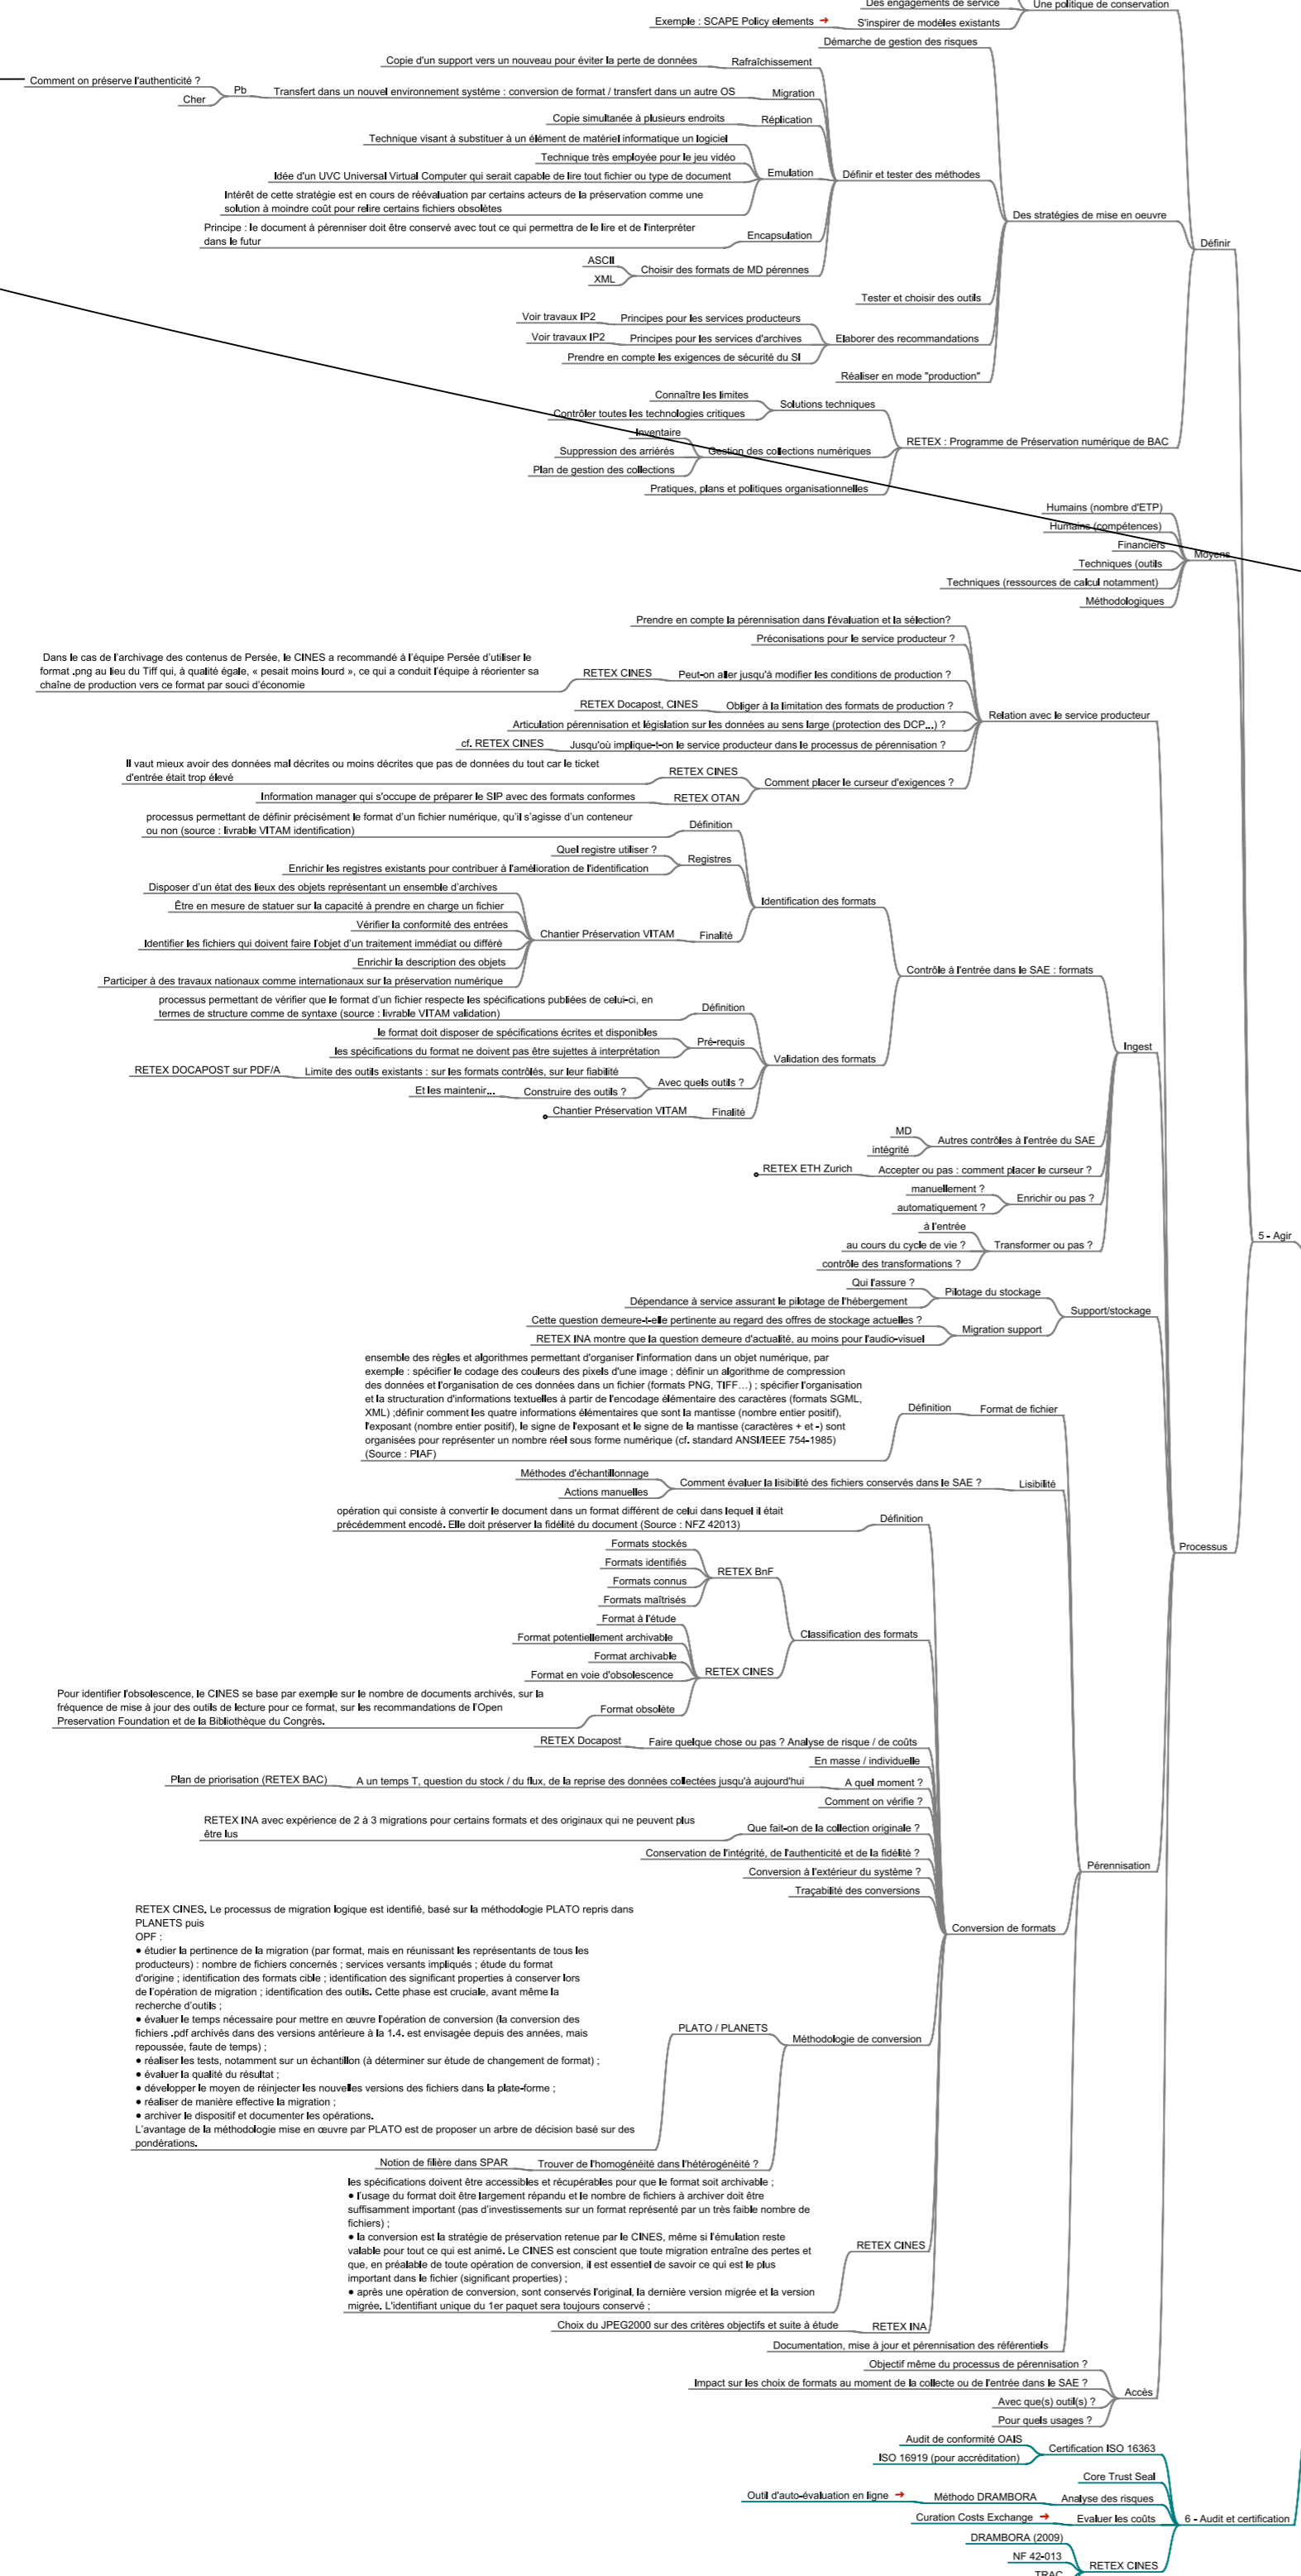 Des engagements de service
Une politique de conservation
Exemple : SCAPE Policy elements
S'inspirer de modèles existants
Démarche de gestion des risques
Copie d'un support vers un nouveau pour éviter la perte de données
Rafraîchissement
Comment on préserve l'authenticité ?
Cher
Pb
Transfert dans un nouvel environnement système : conversion de format / transfert dans un autre OS
Migration
Copie simultanée à plusieurs endroits
Réplication
Technique visant à substituer à un élément de matériel informatique un logiciel
Technique très employée pour le jeu vidéo
Idée d'un UVC Universal Virtual Computer qui serait capable de lire tout fichier ou type de document
Emulation
Définir et tester des méthodes
Intérêt de cette stratégie est en cours de réévaluation par certains acteurs de la préservation comme une
solution à moindre coût pour relire certains fichiers obsolètes
Principe : le document à pérenniser doit être conservé avec tout ce qui permettra de le lire et de l'interpréter
dans le futur
Encapsulation
ASCII
XML
Choisir des formats de MD pérennes
Des stratégies de mise en oeuvre
Définir
Tester et choisir des outils
Voir travaux IP2
Principes pour les services producteurs
Voir travaux IP2
Principes pour les services d'archives
Elaborer des recommandations
Prendre en compte les exigences de sécurité du SI
Réaliser en mode "production"
Connaître les limites
Solutions techniques
Contrôler toutes les technologies critiques
Inventaire
Suppression des arriérés
Gestion des collections numériques
RETEX : Programme de Préservation numérique de BAC
Plan de gestion des collections
Pratiques, plans et politiques organisationnelles
Humains (nombre d'ETP)
Humains (compétences)
Financiers
Moyens
Techniques (outils
Techniques (ressources de calcul notamment)
Méthodologiques
Prendre en compte la pérennisation dans l'évaluation et la sélection?
Préconisations pour le service producteur ?
Dans le cas de l'archivage des contenus de Persée, le CINES a recommandé à l'équipe Persée d'utiliser le
format .png au lieu du Tiff qui, à qualité égale, « pesait moins lourd », ce qui a conduit l'équipe à réorienter sa
chaîne de production vers ce format par souci d'économie
RETEX CINES
Peut-on aller jusqu'à modifier les conditions de production ?
RETEX Docapost, CINES
Obliger à la limitation des formats de production ?
Relation avec le service producteur
Articulation pérennisation et législation sur les données au sens large (protection des DCP...) ?
cf. RETEX CINES
Jusqu'où implique-t-on le service producteur dans le processus de pérennisation ?
Il vaut mieux avoir des données mal décrites ou moins décrites que pas de données du tout car le ticket
d'entrée était trop élevé
RETEX CINES
Comment placer le curseur d'exigences ?
Information manager qui s'occupe de préparer le SIP avec des formats conformes
RETEX OTAN
processus permettant de définir précisément le format d'un fichier numérique, qu'il s'agisse d'un conteneur
ou non (source : livrable VITAM identification)
Définition
Quel registre utiliser ?
Registres
Enrichir les registres existants pour contribuer à l'amélioration de l'identification
Disposer d'un état des lieux des objets représentant un ensemble d'archives
Être en mesure de statuer sur la capacité à prendre en charge un fichier
Identification des formats
Vérifier la conformité des entrées
Chantier Préservation VITAM
Finalité
Identifier les fichiers qui doivent faire l'objet d'un traitement immédiat ou différé
Enrichir la description des objets
Participer à des travaux nationaux comme internationaux sur la préservation numérique
Contrôle à l'entrée dans le SAE : formats
processus permettant de vérifier que le format d'un fichier respecte les spécifications publiées de celui-ci, en
termes de structure comme de syntaxe (source : livrable VITAM validation)
Définition
le format doit disposer de spécifications écrites et disponibles
Pré-requis
les spécifications du format ne doivent pas être sujettes à interprétation
Validation des formats
Ingest
RETEX DOCAPOST sur PDF/A
Limite des outils existants : sur les formats contrôlés, sur leur fiabilité
Avec quels outils ?
Et les maintenir...
Construire des outils ?
Chantier Préservation VITAM
Finalité
MD
intégrité
Autres contrôles à l'entrée du SAE
RETEX ETH Zurich
Accepter ou pas : comment placer le curseur ?
manuellement ?
Enrichir ou pas ?
automatiquement ?
à l'entrée
au cours du cycle de vie ?
Transformer ou pas ?
contrôle des transformations ?
5 - Agir
Qui l'assure ?
Pilotage du stockage
Dépendance à service assurant le pilotage de l'hébergement
Support/stockage
Cette question demeure-t-elle pertinente au regard des offres de stockage actuelles ?
Migration support
RETEX INA montre que la question demeure d'actualité, au moins pour l'audio-visuel
ensemble des règles et algorithmes permettant d'organiser l'information dans un objet numérique, par
exemple : spécifier le codage des couleurs des pixels d'une image ; définir un algorithme de compression
des données et l'organisation de ces données dans un fichier (formats PNG, TIFF…) ; spécifier l'organisation
et la structuration d'informations textuelles à partir de l'encodage élémentaire des caractères (formats SGML,
XML) ;définir comment les quatre informations élémentaires que sont la mantisse (nombre entier positif),
l'exposant (nombre entier positif), le signe de l'exposant et le signe de la mantisse (caractères + et -) sont
organisées pour représenter un nombre réel sous forme numérique (cf. standard ANSI/IEEE 754-1985)
(Source : PIAF)
Définition
Format de fichier
Méthodes d'échantillonnage
Actions manuelles
Comment évaluer la lisibilité des fichiers conservés dans le SAE ?
Lisibilité
opération qui consiste à convertir le document dans un format différent de celui dans lequel il était
précédemment encodé. Elle doit préserver la fidélité du document (Source : NFZ 42013)
Définition
Processus
Formats stockés
Formats identifiés
RETEX BnF
Formats connus
Formats maîtrisés
Format à l'étude
Format potentiellement archivable
Classification des formats
Format archivable
Format en voie d'obsolescence
RETEX CINES
Pour identifier l'obsolescence, le CINES se base par exemple sur le nombre de documents archivés, sur la
fréquence de mise à jour des outils de lecture pour ce format, sur les recommandations de l'Open
Preservation Foundation et de la Bibliothèque du Congrès.
Format obsolète
RETEX Docapost
Faire quelque chose ou pas ? Analyse de risque / de coûts
En masse / individuelle
Plan de priorisation (RETEX BAC)
A un temps T, question du stock / du flux, de la reprise des données collectées jusqu'à aujourd'hui
A quel moment ?
Comment on vérifie ?
RETEX INA avec expérience de 2 à 3 migrations pour certains formats et des originaux qui ne peuvent plus
être lus
Que fait-on de la collection originale ?
Conservation de l'intégrité, de l'authenticité et de la fidélité ?
Pérennisation
Conversion à l'extérieur du système ?
Traçabilité des conversions
Conversion de formats
RETEX CINES. Le processus de migration logique est identifié, basé sur la méthodologie PLATO repris dans
PLANETS puis
OPF :
● étudier la pertinence de la migration (par format, mais en réunissant les représentants de tous les
producteurs) : nombre de fichiers concernés ; services versants impliqués ; étude du format
d'origine ; identification des formats cible ; identification des significant properties à conserver lors
de l'opération de migration ; identification des outils. Cette phase est cruciale, avant même la
recherche d'outils ;
● évaluer le temps nécessaire pour mettre en œuvre l'opération de conversion (la conversion des
fichiers .pdf archivés dans des versions antérieure à la 1.4. est envisagée depuis des années, mais
repoussée, faute de temps) ;
● réaliser les tests, notamment sur un échantillon (à déterminer sur étude de changement de format) ;
● évaluer la qualité du résultat ;
● développer le moyen de réinjecter les nouvelles versions des fichiers dans la plate-forme ;
● réaliser de manière effective la migration ;
● archiver le dispositif et documenter les opérations.
L'avantage de la méthodologie mise en œuvre par PLATO est de proposer un arbre de décision basé sur des
pondérations.
PLATO / PLANETS
Méthodologie de conversion
Notion de filière dans SPAR
Trouver de l'homogénéité dans l'hétérogénéité ?
les spécifications doivent être accessibles et récupérables pour que le format soit archivable ;
● l'usage du format doit être largement répandu et le nombre de fichiers à archiver doit être
suffisamment important (pas d'investissements sur un format représenté par un très faible nombre de
fichiers) ;
● la conversion est la stratégie de préservation retenue par le CINES, même si l'émulation reste
valable pour tout ce qui est animé. Le CINES est conscient que toute migration entraîne des pertes et
que, en préalable de toute opération de conversion, il est essentiel de savoir ce qui est le plus
important dans le fichier (significant properties) ;
● après une opération de conversion, sont conservés l'original, la dernière version migrée et la version
migrée. L'identifiant unique du 1er paquet sera toujours conservé ;
RETEX CINES
Choix du JPEG2000 sur des critères objectifs et suite à étude
RETEX INA
Documentation, mise à jour et pérennisation des référentiels
Objectif même du processus de pérennisation ?
Impact sur les choix de formats au moment de la collecte ou de l'entrée dans le SAE ?
Accès
Avec que(s) outil(s) ?
Pour quels usages ?
Audit de conformité OAIS
Certification ISO 16363
ISO 16919 (pour accréditation)
Core Trust Seal
Outil d'auto-évaluation en ligne
Méthodo DRAMBORA
Analyse des risques
Curation Costs Exchange
Evaluer les coûts
6 - Audit et certification
DRAMBORA (2009)
NF 42-013
RETEX CINES
TRAC